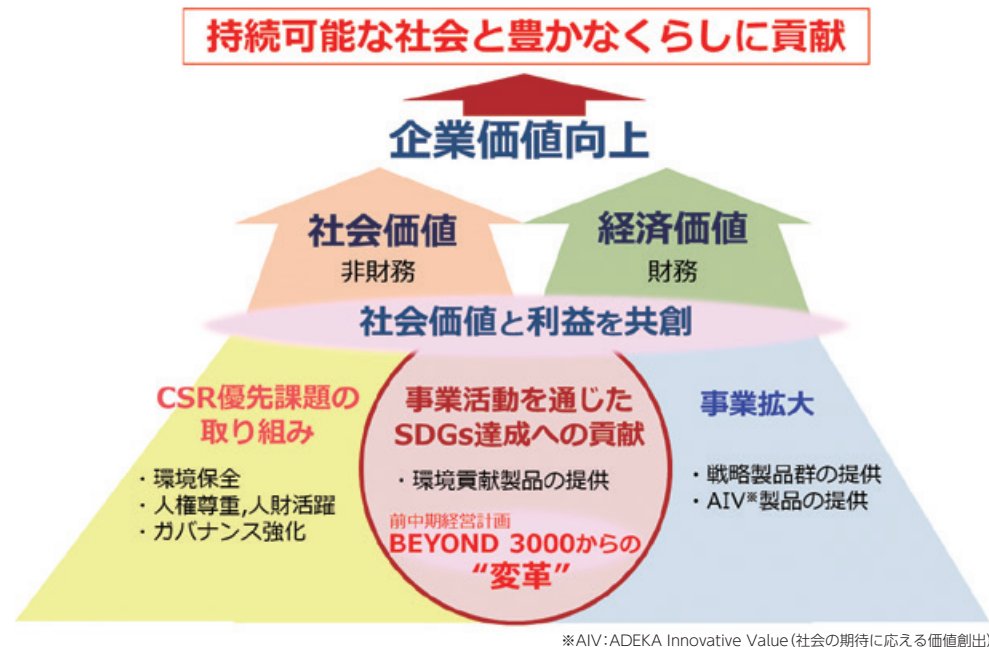 持続可能な社会と豊かなくらしに貢献
企業価値向上
社会価値
非財務
経済価値
財務
社会価値と利益を共創
CSR優先課題の
取り組み
・環境保全
・人権尊重,人財活躍
・ガバナンス強化
事業活動を通じた
SDGs達成への貢献
・環境貢献製品の提供
前中期経営計画
BEYOND 3000からの
“変革”
事業拡大
・戦略製品群の提供
・AIV※製品の提供
※AIV:ADEKA Innovative Value(社会の期待に応える価値創出)